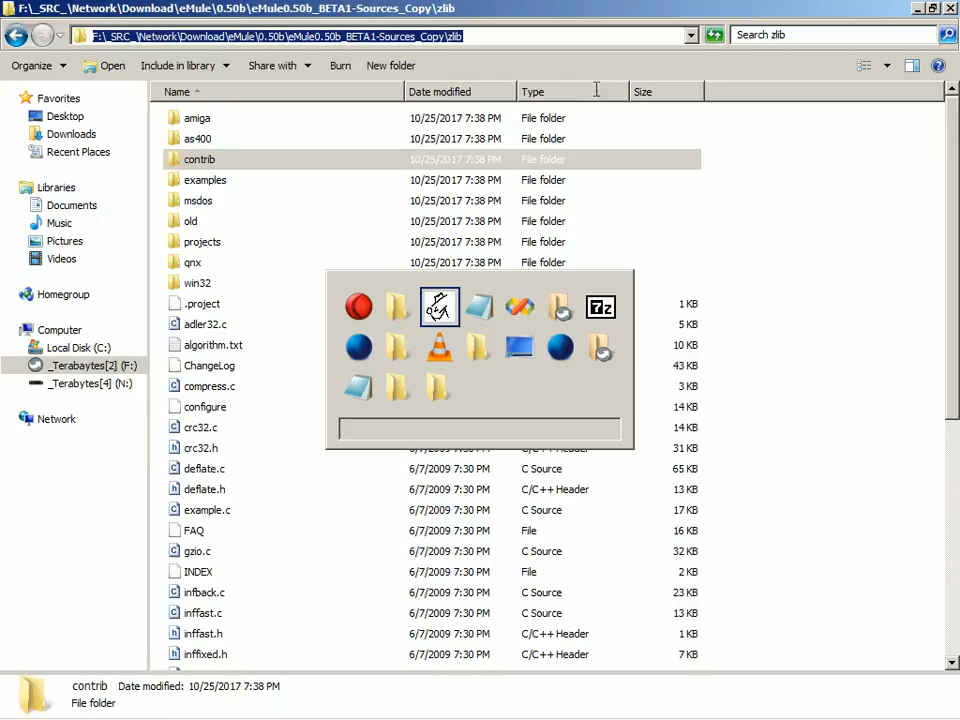 F:\_SRC_\Network\Download\eMule\0.50b\eMule0.50b_BETA1-Sources_Copy\zlib
F:\_SRC_\Network\Download\eMule\0.50b\eMule0.50b_BETA1-Sources_Copy\zlib
Search zlib
Organize Open Include in library Share with Burn New folder
Name Date modified Type Size
Favorites
Desktop
Downloads
Recent Places
Libraries
Documents
Music
Pictures
Videos
Homegroup
Computer
Local Disk (C:)
_Terabaytes[2] (F:)
_Terabytes[4] (N:)
Network
amiga 10/25/2017 7:38 PM File folder
as400 10/25/2017 7:38 PM File folder
contrib 10/25/2017 7:38 PM File folder
examples 10/25/2017 7:38 PM File folder
msdos 10/25/2017 7:38 PM File folder
old 10/25/2017 7:38 PM File folder
projects 10/25/2017 7:38 PM File folder
qnx 10/25/2017 7:38 PM File folder
win32
.project 1 KB
adler32.c 5 KB
algorithm.txt 10 KB
ChangeLog 43 KB
compress.c 3 KB
configure 14 KB
crc32.c 14 KB
crc32.h 31 KB
deflate.c 6/7/2009 7:30 PM C Source 65 KB
deflate.h 6/7/2009 7:30 PM C/C++ Header 13 KB
example.c 6/7/2009 7:30 PM C Source 16 KB
FAQ 6/7/2009 7:30 PM File 16 KB
gzio.c 6/7/2009 7:30 PM C Source 32 KB
INDEX 6/7/2009 7:30 PM File 2 KB
infback.c 6/7/2009 7:30 PM C Source 23 KB
inffast.c 6/7/2009 7:30 PM C Source 13 KB
inffast.h 6/7/2009 7:30 PM C/C++ Header 1 KB
inffixed.h 6/7/2009 7:30 PM C/C++ Header 7 KB
7z
contrib Date modified: 10/25/2017 7:38 PM
File folder